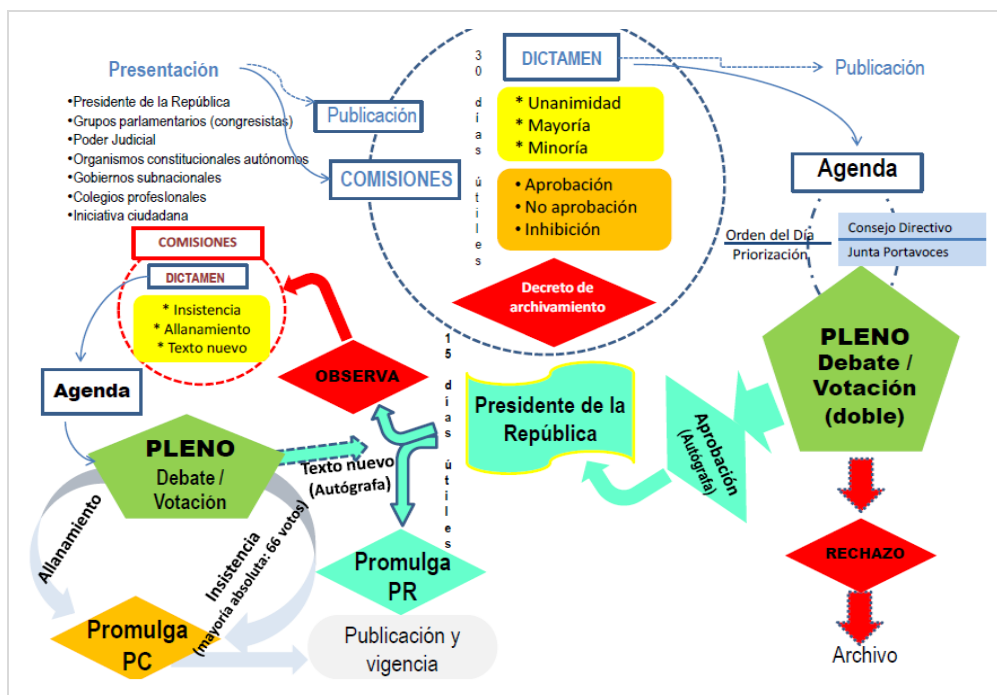 Presentación
•Presidente de la República
•Grupos parlamentarios (congresistas)
•Poder Judicial
•Organismos constitucionales autónomos
•Gobiernos subnacionales
•Colegios profesionales
•Iniciativa ciudadana
Publicación
COMISIONES
30 días útiles
DICTAMEN
* Unanimidad
* Mayoría
* Minoría
• Aprobación
• No aprobación
• Inhibición
Decreto de
archivamiento
Publicación
Agenda
Orden del Día
Priorización
Consejo Directivo
Junta Portavoces
PLENO
Debate /
Votación
(doble)
RECHAZO
Archivo
Aprobación
(Autógrafa)
Presidente de la
República
15 días útiles
OBSERVA
COMISIONES
DICTAMEN
* Insistencia
* Allanamiento
* Texto nuevo
Agenda
PLENO
Debate /
Votación
Texto nuevo
(Autógrafa)
Allanamiento
Insistencia
(mayoría absoluta: 66 votos)
Promulga
PR
Promulga
PC
Publicación y
vigencia